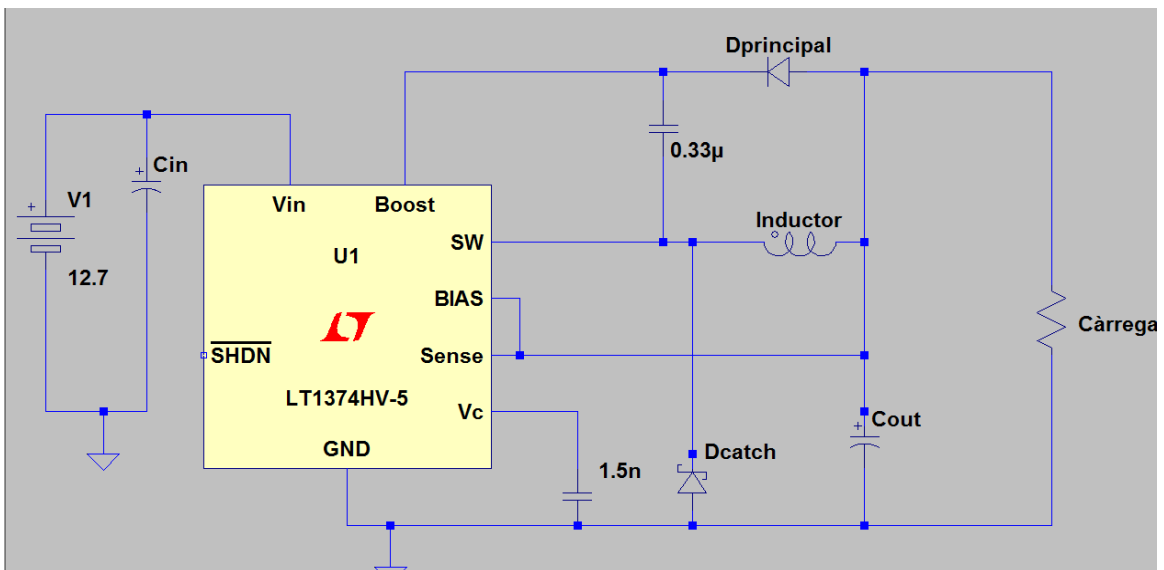 Dprincipal
0.33µ
Cin
V1
12.7
Vin
Boost
SW
U1
BIAS
SHDN
Sense
LT1374HV-5
Vc
GND
Inductor
Càrrega
Cout
Dcatch
1.5n